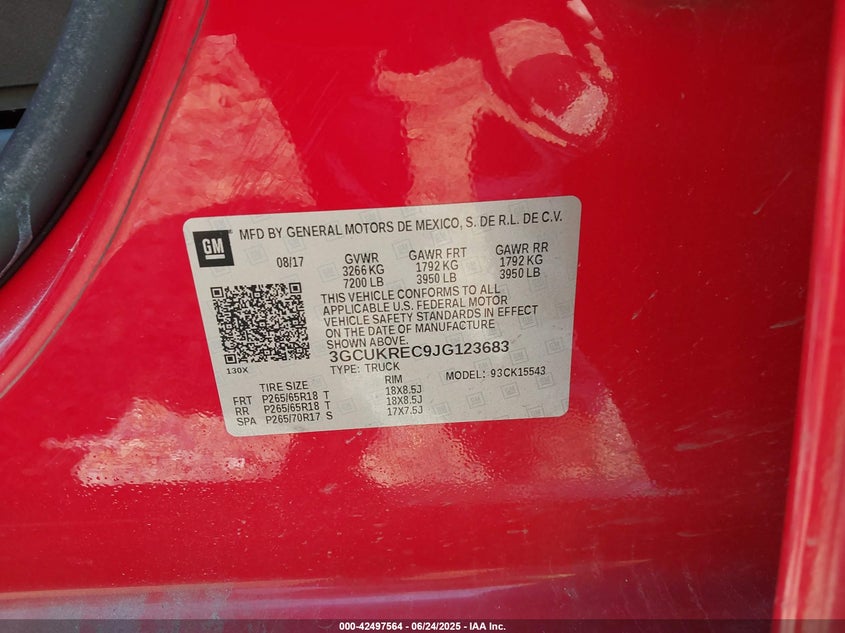 GM
MFD BY GENERAL MOTORS DE MEXICO, S. DE R.L. DE C.V.
08/17 GVWR GAWR FRT GAWR RR
3266 KG 1792 KG 1792 KG
7200 LB 3950 LB 3950 LB
THIS VEHICLE CONFORMS TO ALL
APPLICABLE U.S. FEDERAL MOTOR
VEHICLE SAFETY STANDARDS IN EFFECT
ON THE DATE OF MANUFACTURE
SHOWN ABOVE.
3GCUKREC9JG123683
130X
TYPE: TRUCK MODEL: 93CK15543
TIRE SIZE RIM
FRT P265/65R18 T 18X8.5J
RR P265/65R18 T 18X8.5J
SPA P265/70R17 S 17X7.5J
000-42497564 - 06/24/2025 - IAA Inc.